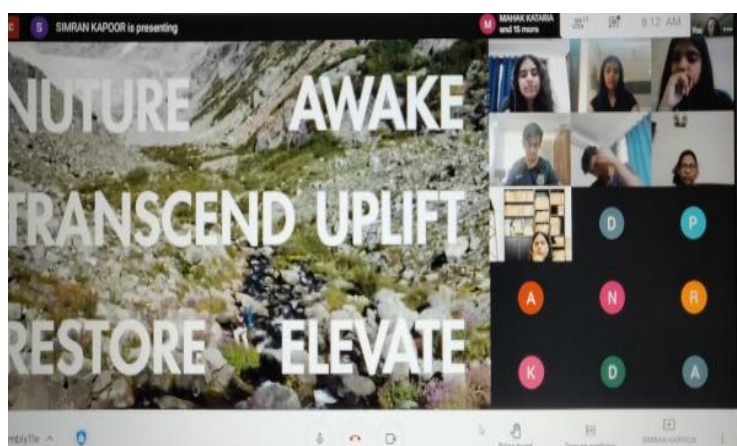 S SIMRAN KAPOOR is presenting
M MAHAK KATARIA
and 15 more
8:12 AM
You
NUTURE AWAKE
TRANSCEND UPLIFT
RESTORE ELEVATE
D P
A N R
K D A
SIMRAN KAPOOR